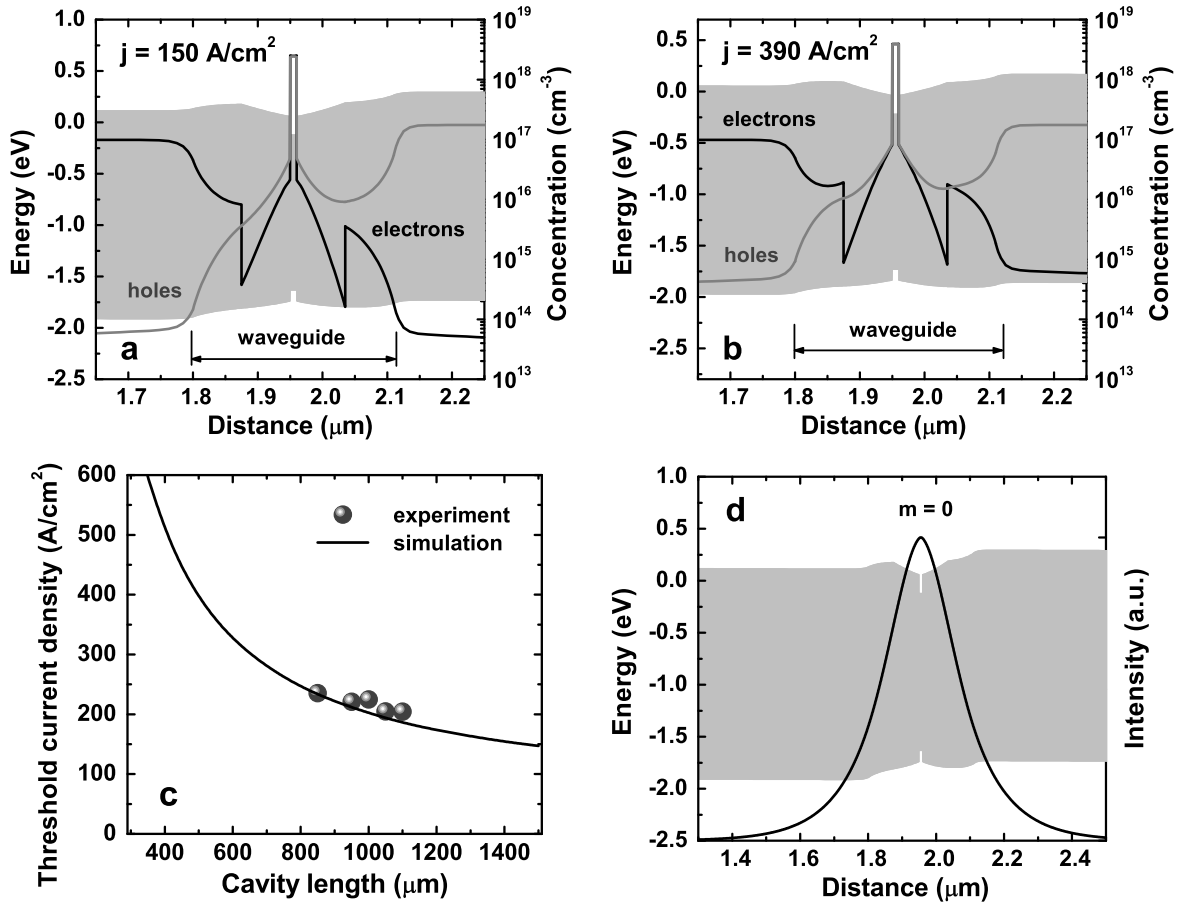 j = 150 A/cm²
1.0
0.5
0.0
-0.5
-1.0
-1.5
-2.0
-2.5
Energy (eV)
10¹⁹
10¹⁸
10¹⁷
10¹⁶
10¹⁵
10¹⁴
10¹³
Concentration (cm⁻³)
electrons
holes
waveguide
a
1.7 1.8 1.9 2.0 2.1 2.2
Distance (μm)
j = 390 A/cm²
0.5
0.0
-0.5
-1.0
-1.5
-2.0
-2.5
Energy (eV)
10¹⁹
10¹⁸
10¹⁷
10¹⁶
10¹⁵
10¹⁴
10¹³
Concentration (cm⁻³)
electrons
holes
waveguide
b
1.7 1.8 1.9 2.0 2.1 2.2
Distance (μm)
600
500
400
300
200
100
0
Threshold current density (A/cm²)
experiment
simulation
c
400 600 800 1000 1200 1400
Cavity length (μm)
d
m = 0
1.0
0.5
0.0
-0.5
-1.0
-1.5
-2.0
-2.5
Energy (eV)
Intensity (a.u.)
1.4 1.6 1.8 2.0 2.2 2.4
Distance (μm)